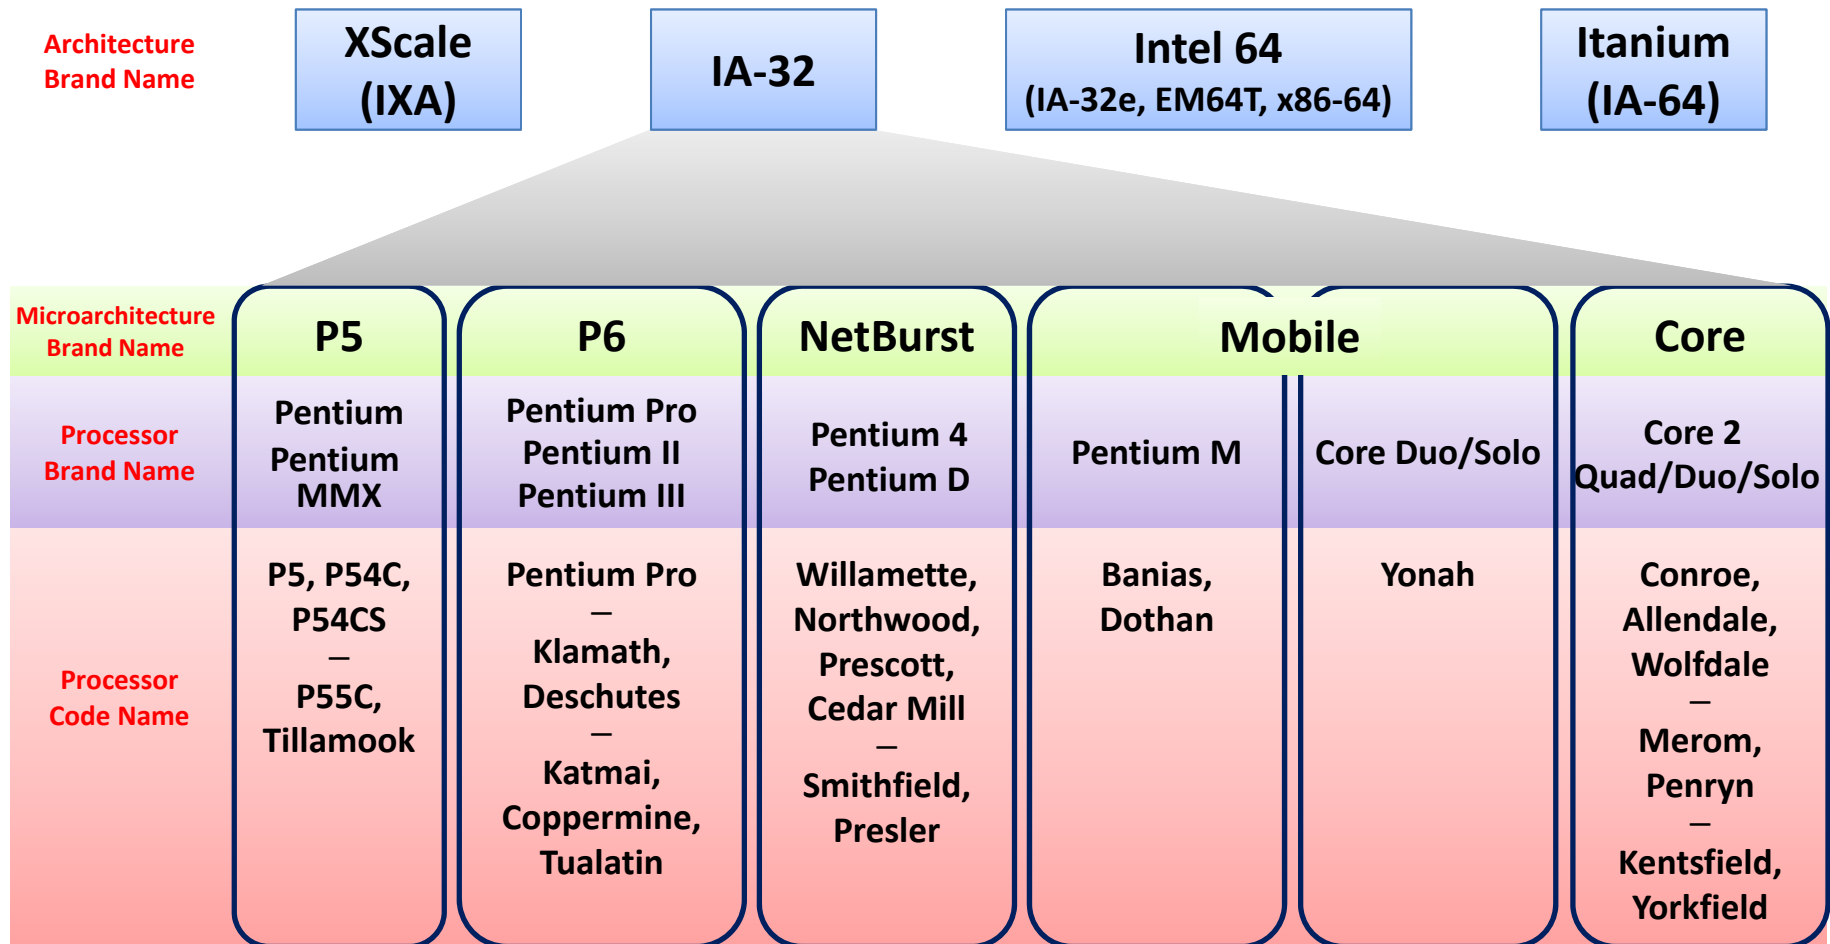 Architecture
Brand Name
XScale
(IXA)
IA-32
Intel 64
(IA-32e, EM64T, x86-64)
Itanium
(IA-64)
Microarchitecture
Brand Name
P5
P6
NetBurst
Mobile
Core
Processor
Brand Name
Pentium
Pentium
MMX
Pentium Pro
Pentium II
Pentium III
Pentium 4
Pentium D
Pentium M
Core Duo/Solo
Core 2
Quad/Duo/Solo
Processor
Code Name
P5, P54C,
P54CS
—
P55C,
Tillamook
Pentium Pro
—
Klamath,
Deschutes
—
Katmai,
Coppermine,
Tualatin
Willamette,
Northwood,
Prescott,
Cedar Mill
—
Smithfield,
Presler
Banias,
Dothan
Yonah
Conroe,
Allendale,
Wolfdale
—
Merom,
Penryn
—
Kentsfield,
Yorkfield